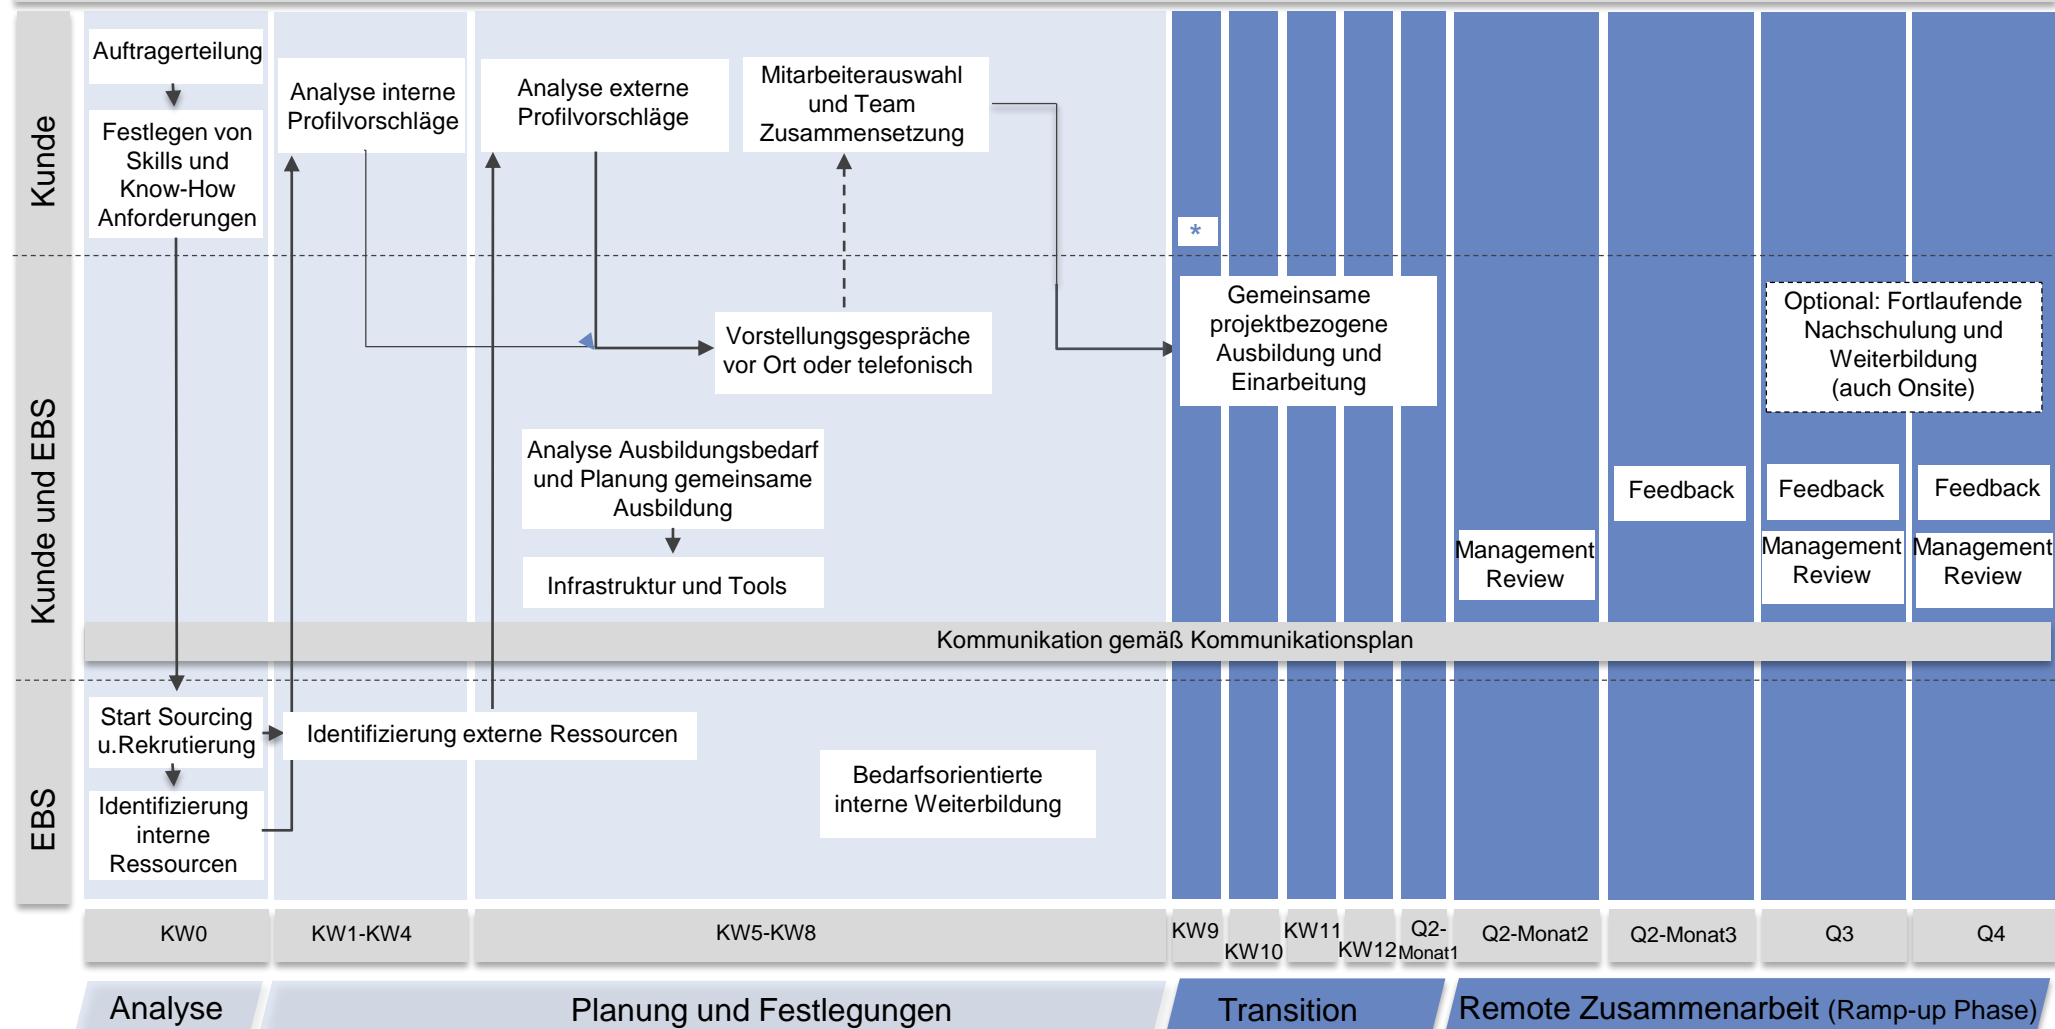 Kunde
Auftragerteilung
Festlegen von
Skills und
Know-How
Anforderungen
Analyse interne
Profilvorschläge
Analyse externe
Profilvorschläge
Mitarbeiterauswahl
und Team
Zusammensetzung
*
Kunde und EBS
Vorstellungsgespräche
vor Ort oder telefonisch
Gemeinsame
projektbezogene
Ausbildung und
Einarbeitung
Optional: Fortlaufende
Nachschulung und
Weiterbildung
(auch Onsite)
Analyse Ausbildungsbedarf
und Planung gemeinsame
Ausbildung
Infrastruktur und Tools
Feedback
Feedback
Feedback
Management
Review
Management
Review
Management
Review
Kommunikation gemäß Kommunikationsplan
EBS
Start Sourcing
u.Rekrutierung
Identifizierung externe Ressourcen
Identifizierung
interne
Ressourcen
Bedarfsorientierte
interne Weiterbildung
KW0
KW1-KW4
KW5-KW8
KW9
KW10
KW11
KW12
Q2-
Monat1
Q2-Monat2
Q2-Monat3
Q3
Q4
Analyse
Planung und Festlegungen
Transition
Remote Zusammenarbeit (Ramp-up Phase)